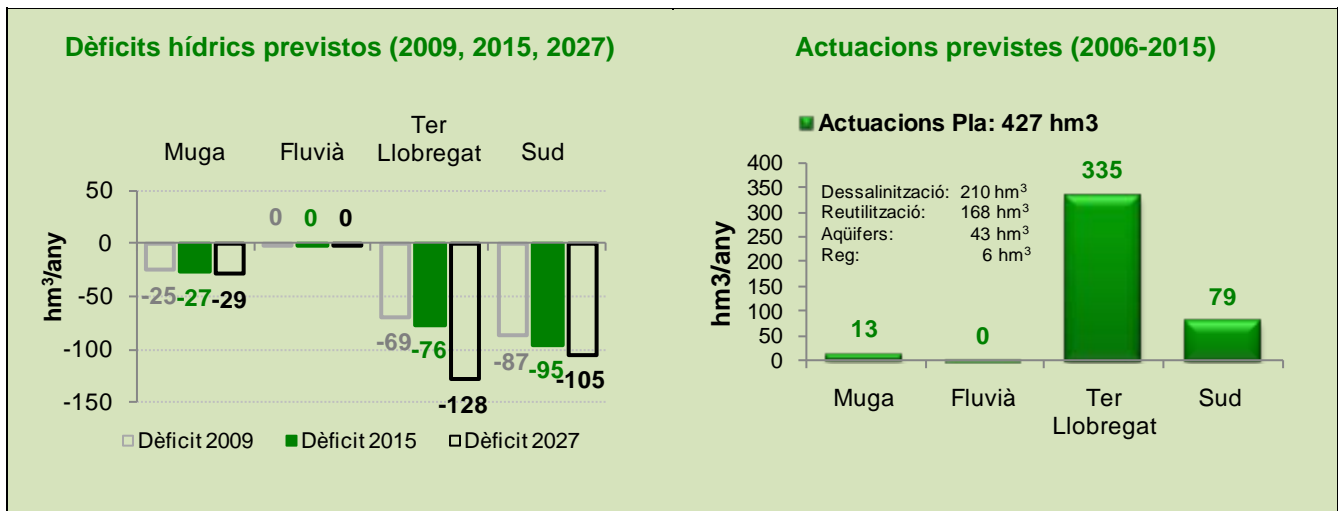 Dèficits hídrics previstos (2009, 2015, 2027)
Muga
Fluvià
Ter
Llobregat
Sud
hm³/any
50
0
-50
-100
-150
0 0 0
-25 -27 -29
-69 -76 -128
-87 -95 -105
Dèficit 2009 Dèficit 2015 Dèficit 2027
Actuacions previstes (2006-2015)
Actuacions Pla: 427 hm3
hm3/any
400
350
300
250
200
150
100
50
0
Dessalinització: 210 hm³
Reutilització: 168 hm³
Aqüifers: 43 hm³
Reg: 6 hm³
13
0
335
79
Muga
Fluvià
Ter
Llobregat
Sud